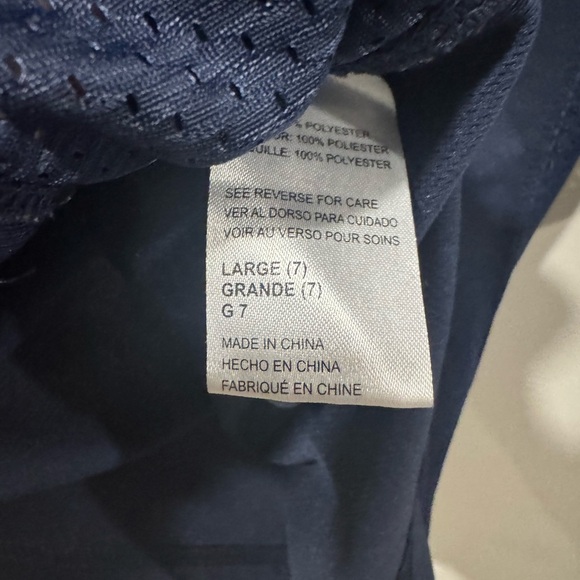 % POLYESTER
OR: 100% POLIESTER
UILLE: 100% POLYESTER
SEE REVERSE FOR CARE
VER AL DORSO PARA CUIDADO
VOIR AU VERSO POUR SOINS
LARGE (7)
GRANDE (7)
G 7
MADE IN CHINA
HECHO EN CHINA
FABRIQUÉ EN CHINE